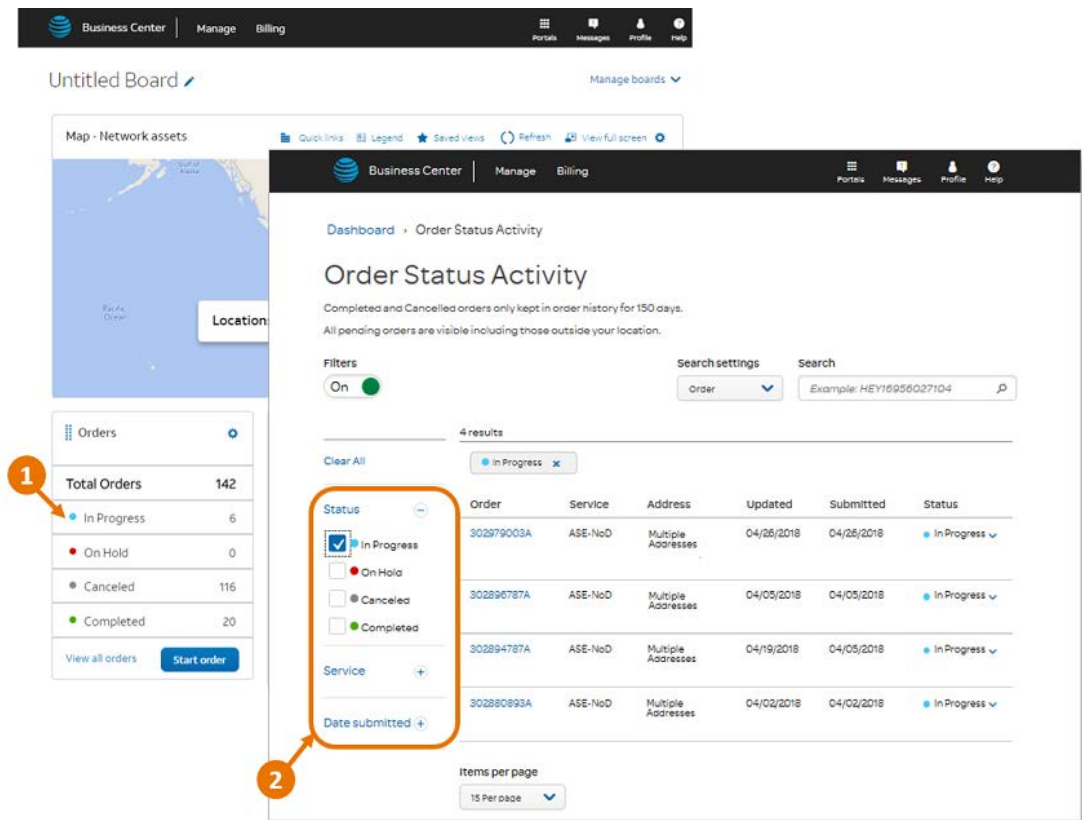 Business Center Manage Billing Portals Messages Profile Help
Untitled Board Manage boards
Map - Network assets Quick links Legend Saved views Refresh View full screen
Gulf of Alaska
Pacific Ocean
Location
Orders
1
Total Orders 142
In Progress 6
On Hold 0
Canceled 116
Completed 20
View all orders Start order
Business Center Manage Billing Portals Messages Profile Help
Dashboard › Order Status Activity
Order Status Activity
Completed and Cancelled orders only kept in order history for 150 days.
All pending orders are visible including those outside your location.
Filters Search settings Search
On Order Example: HEY16956027104
4 results
Clear All In Progress x
Status
In Progress
On Hold
Canceled
Completed
Service
Date submitted
2
Order Service Address Updated Submitted Status
302979003A ASE-NoD Multiple Addresses 04/26/2018 04/26/2018 In Progress
302896787A ASE-NoD Multiple Addresses 04/05/2018 04/05/2018 In Progress
302894787A ASE-NoD Multiple Addresses 04/19/2018 04/05/2018 In Progress
302880893A ASE-NoD Multiple Addresses 04/02/2018 04/02/2018 In Progress
Items per page
15 Per page